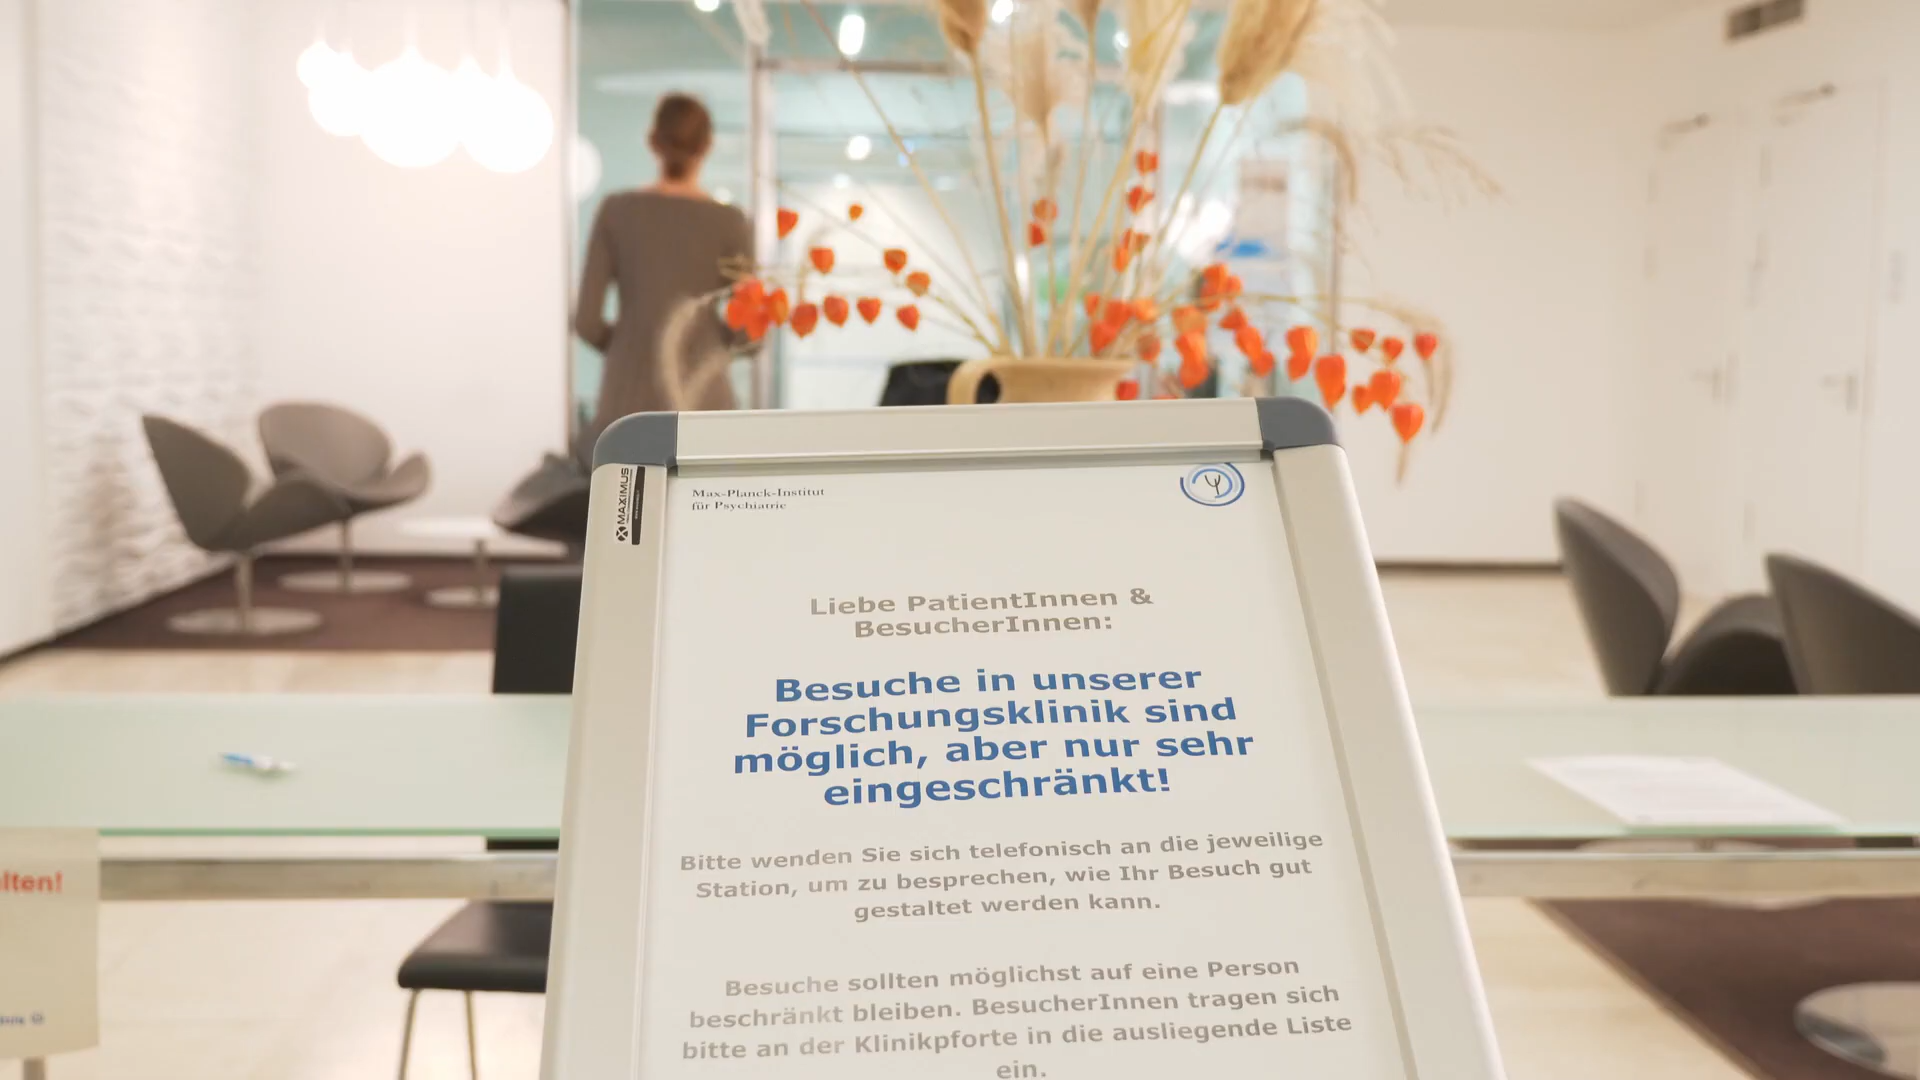 MAXIMUS
Max-Planck-Institut
für Psychiatrie
Liebe PatientInnen &
BesucherInnen:
Besuche in unserer
Forschungsklinik sind
möglich, aber nur sehr
eingeschränkt!
Bitte wenden Sie sich telefonisch an die jeweilige
Station, um zu besprechen, wie Ihr Besuch gut
gestaltet werden kann.
Besuche sollten möglichst auf eine Person
beschränkt bleiben. BesucherInnen tragen sich
bitte an der Klinikpforte in die ausliegende Liste
ein.
lten!